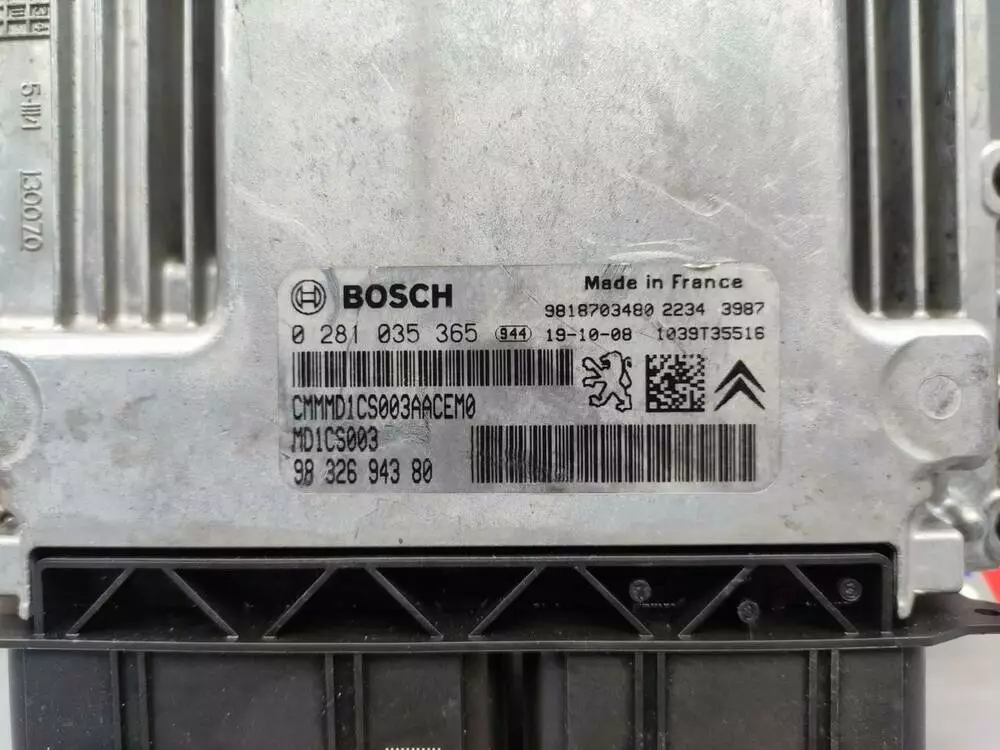 130070
BOSCH
Made in France
9818703480 2234 3987
0 281 035 365 944 19-10-08 1039T35516
CMMMD1CS003AACEM0
MD1CS003
98 326 943 80